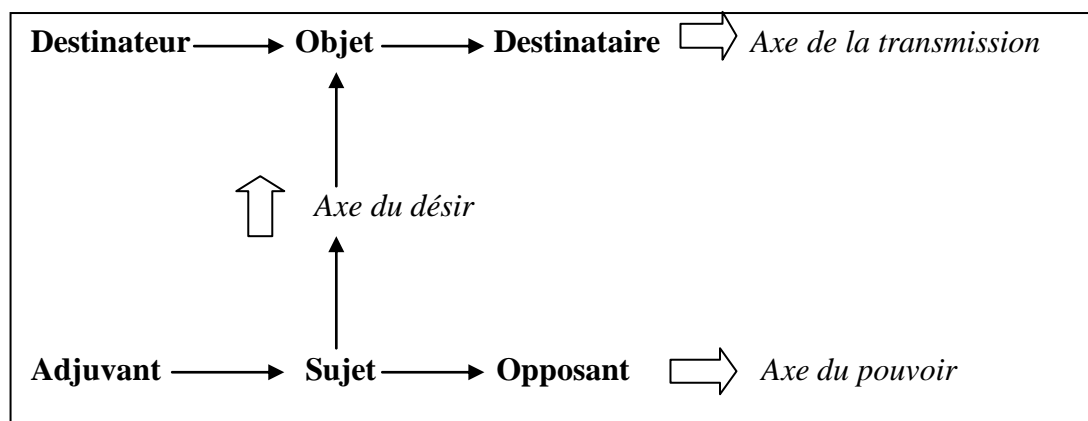 Destinateur Objet Destinataire Axe de la transmission
Axe du désir
Adjuvant Sujet Opposant Axe du pouvoir